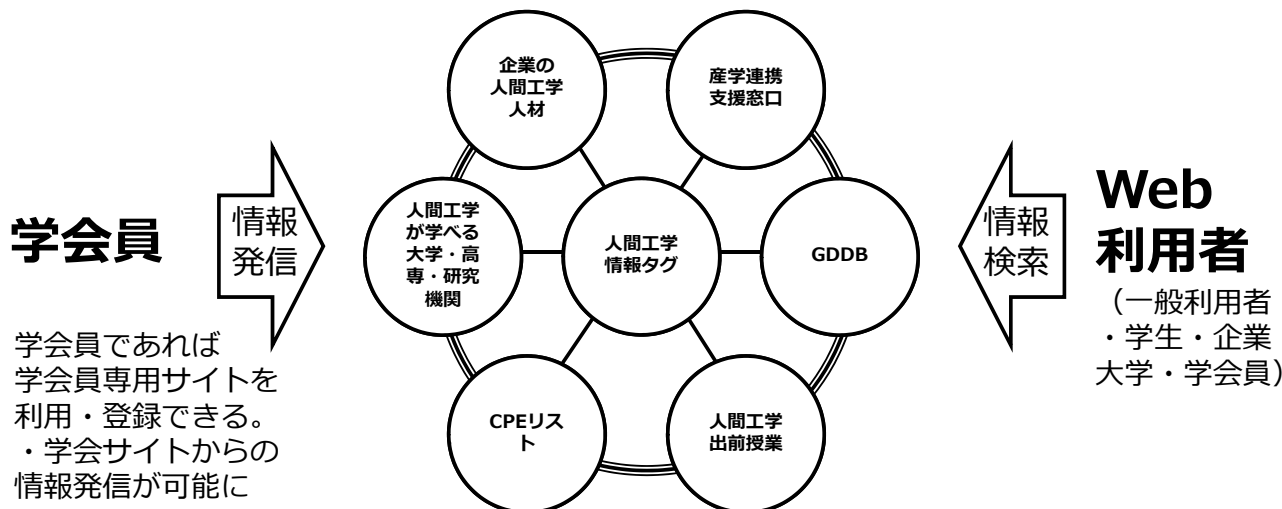 学会員
情報
発信
学会員であれば
学会員専用サイトを
利用・登録できる。
・学会サイトからの
情報発信が可能に
企業の
人間工学
人材
産学連携
支援窓口
人間工学
が学べる
大学・高
専・研究
機関
人間工学
情報タグ
GDDB
CPEリス
ト
人間工学
出前授業
情報
検索
Web
利用者
（一般利用者
・学生・企業
大学・学会員）